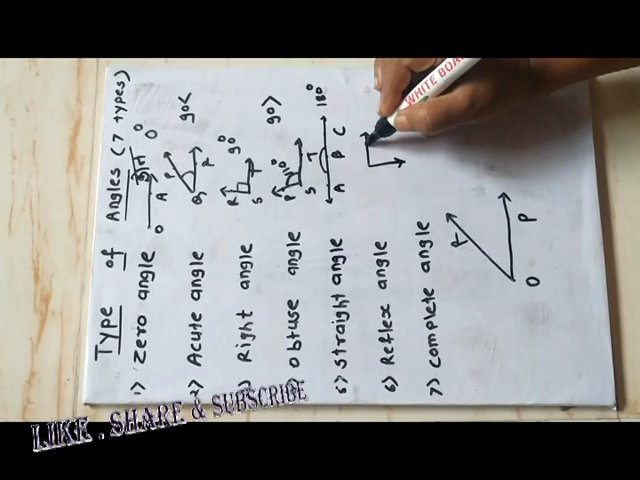 Type of Angles (7 types)
1) Zero angle O A 0°
2) Acute angle 90<
3) Right angle R S T 90°
4) obtuse angle P S 90>
5) straight angle A P C 180°
6) Reflex angle
7) complete angle
O P
WHITE BOA
LIKE . SHARE & SUBSCRIBE